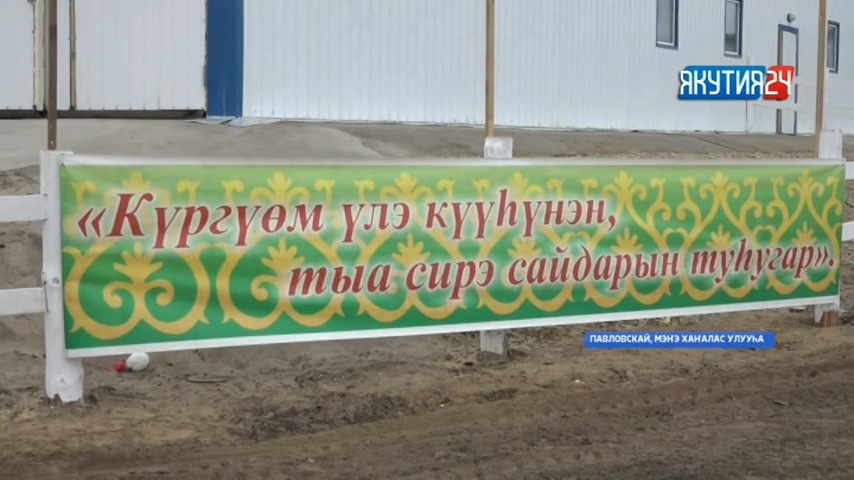 ЯКУТИЯ24
«Күргүөм үлэ күүһүнэн,
тыа сирэ сайдарын туһугар».
ПАВЛОВСКАЙ, МЭҤЭ ХАҤАЛАС УЛУУҺА